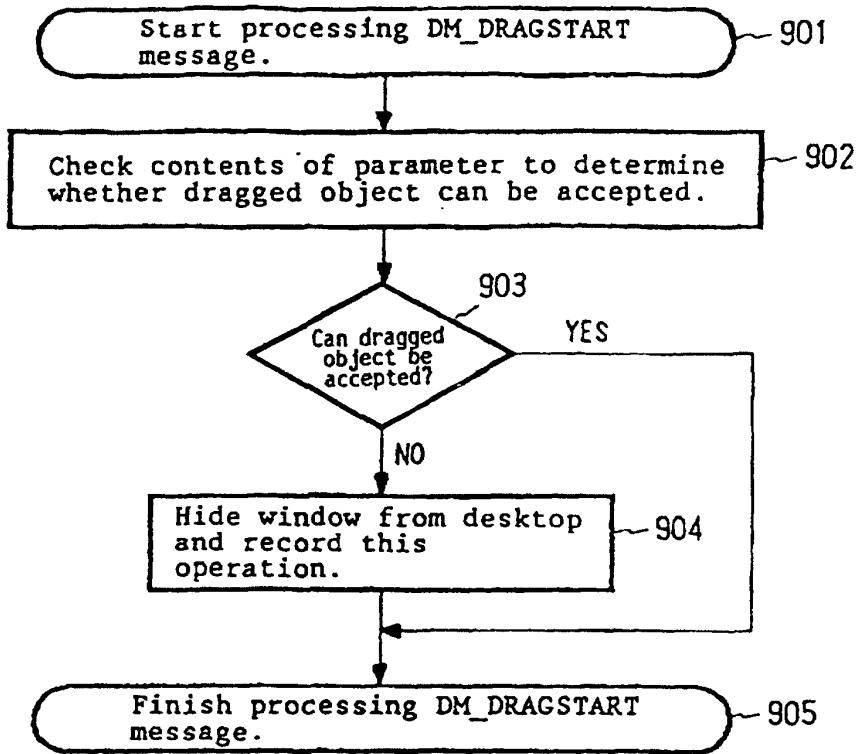 Start processing DM_DRAGSTART
message.
901
Check contents of parameter to determine
whether dragged object can be accepted.
902
903
Can dragged
object be
accepted?
YES
NO
Hide window from desktop
and record this
operation.
904
Finish processing DM_DRAGSTART
message.
905